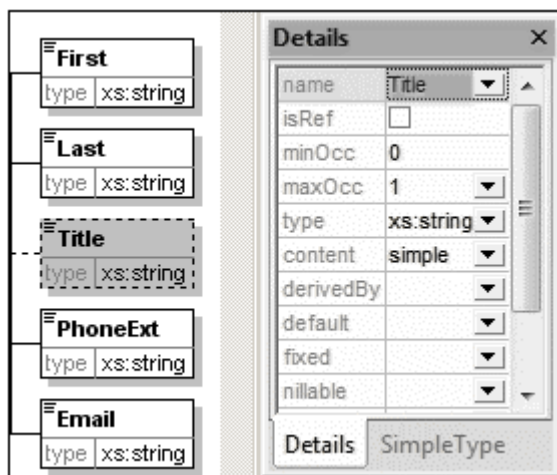 First
type xs:string
Last
type xs:string
Title
type xs:string
PhoneExt
type xs:string
Email
type xs:string
Details
name Title
isRef
minOcc 0
maxOcc 1
type xs:string
content simple
derivedBy
default
fixed
nillable
Details SimpleType